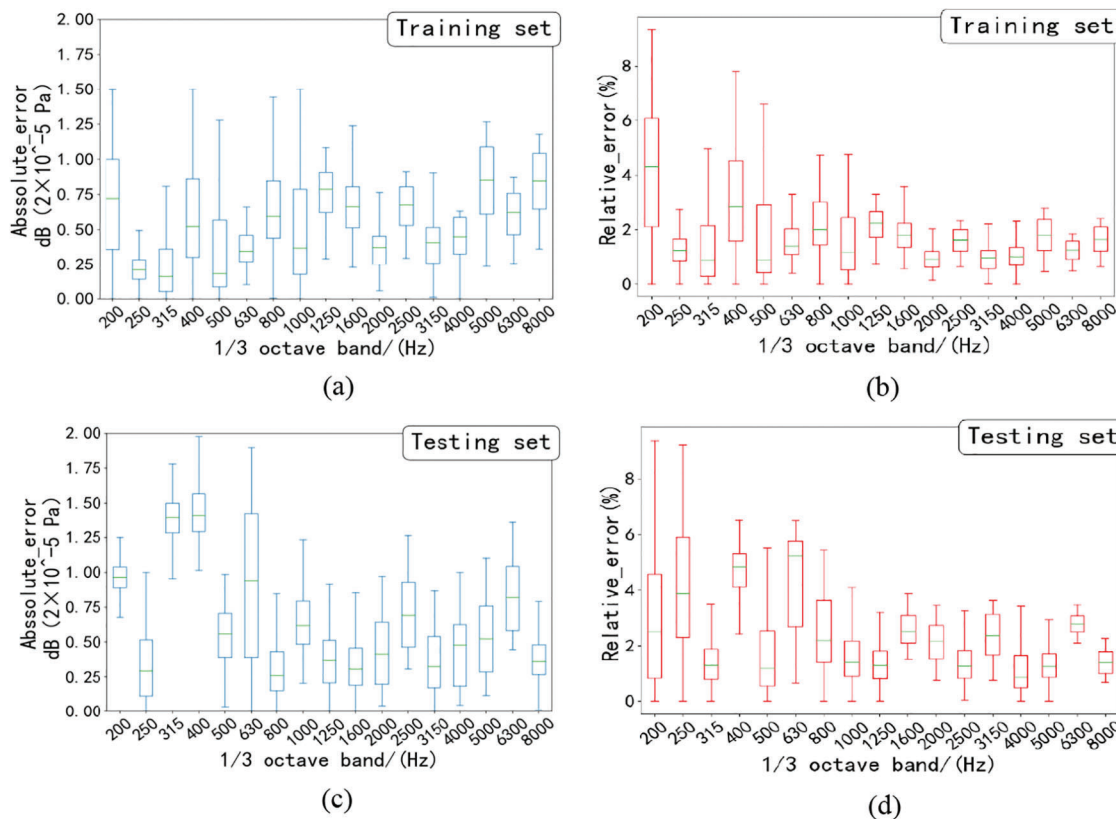 Training set
2.00
1.75
1.50
1.25
1.00
0.75
0.50
0.25
0.00
Abssolute_error
dB (2×10^-5 Pa)
200 250 315 400 500 630 800 1000 1250 1600 2000 2500 3150 4000 5000 6300 8000
1/3 octave band/(Hz)
(a)
Training set
8
6
4
2
0
Relative_error(%)
200 250 315 400 500 630 800 1000 1250 1600 2000 2500 3150 4000 5000 6300 8000
1/3 octave band/(Hz)
(b)
Testing set
2.00
1.75
1.50
1.25
1.00
0.75
0.50
0.25
0.00
Abssolute_error
dB (2×10^-5 Pa)
200 250 315 400 500 630 800 1000 1250 1600 2000 2500 3150 4000 5000 6300 8000
1/3 octave band/(Hz)
(c)
Testing set
8
6
4
2
0
Relative_error(%)
200 250 315 400 500 630 800 1000 1250 1600 2000 2500 3150 4000 5000 6300 8000
1/3 octave band/(Hz)
(d)